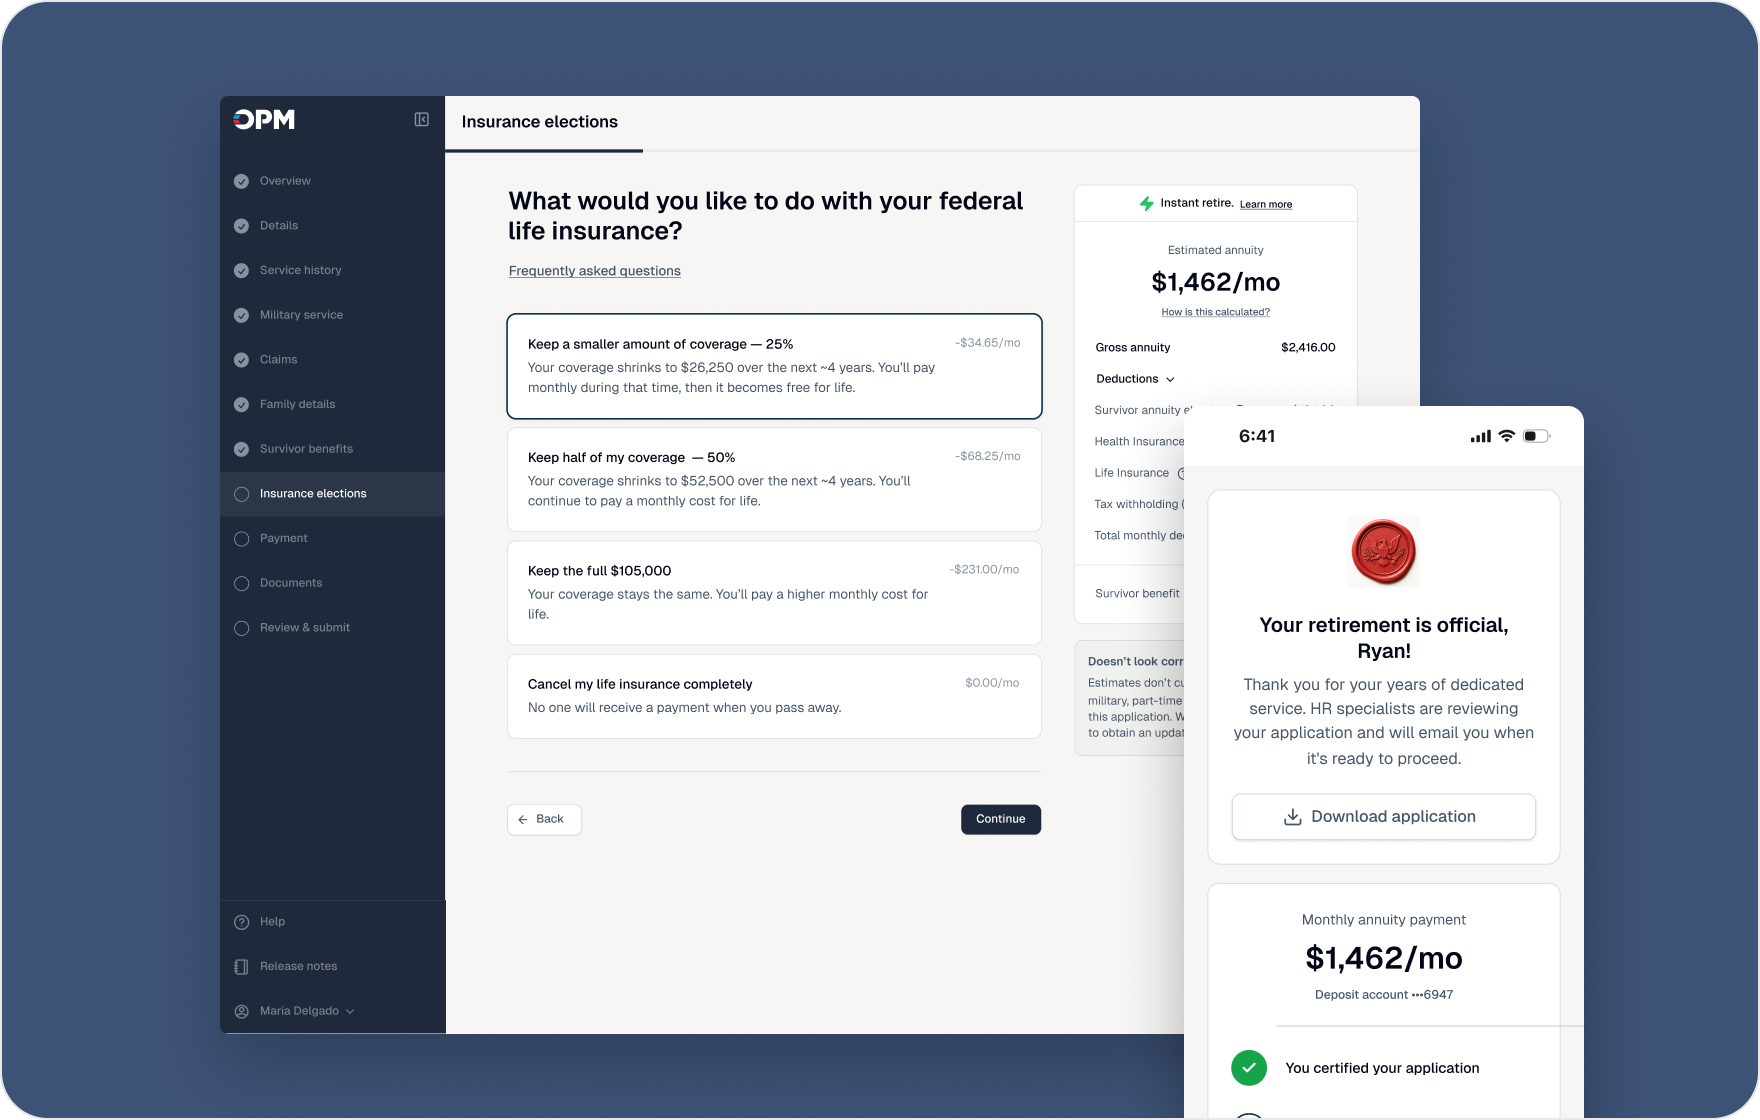 OPM
Overview
Details
Service history
Military service
Claims
Family details
Survivor benefits
Insurance elections
Payment
Documents
Review & submit
Help
Release notes
Maria Delgado
Insurance elections
What would you like to do with your federal
life insurance?
Frequently asked questions
Keep a smaller amount of coverage — 25%
-$34.65/mo
Your coverage shrinks to $26,250 over the next ~4 years. You’ll pay
monthly during that time, then it becomes free for life.
Keep half of my coverage — 50%
-$68.25/mo
Your coverage shrinks to $52,500 over the next ~4 years. You’ll
continue to pay a monthly cost for life.
Keep the full $105,000
-$231.00/mo
Your coverage stays the same. You’ll pay a higher monthly cost for
life.
Cancel my life insurance completely
$0.00/mo
No one will receive a payment when you pass away.
Back
Continue
Instant retire. Learn more
Estimated annuity
$1,462/mo
How is this calculated?
Gross annuity
$2,416.00
Deductions
Survivor annuity
Health Insurance
Life Insurance
Tax withholding
Total monthly
Survivor benefit
Doesn’t look
Estimates don’t
military, part-time
this application.
to obtain an
6:41
Your retirement is official,
Ryan!
Thank you for your years of dedicated
service. HR specialists are reviewing
your application and will email you when
it's ready to proceed.
Download application
Monthly annuity payment
$1,462/mo
Deposit account •••6947
You certified your application